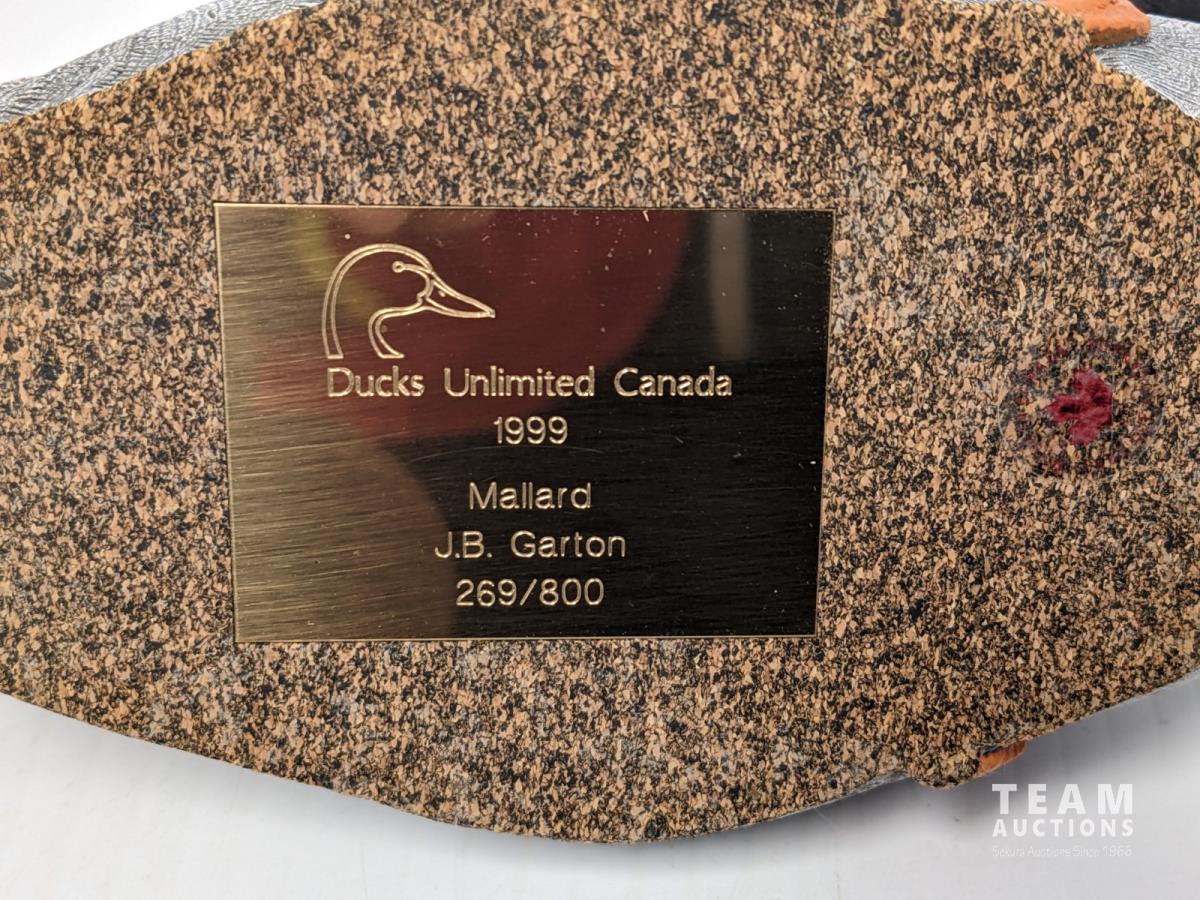 Ducks Unlimited Canada
1999
Mallard
J.B. Garton
269/800
TEAM
AUCTIONS
Sekura Auctions Since 1966